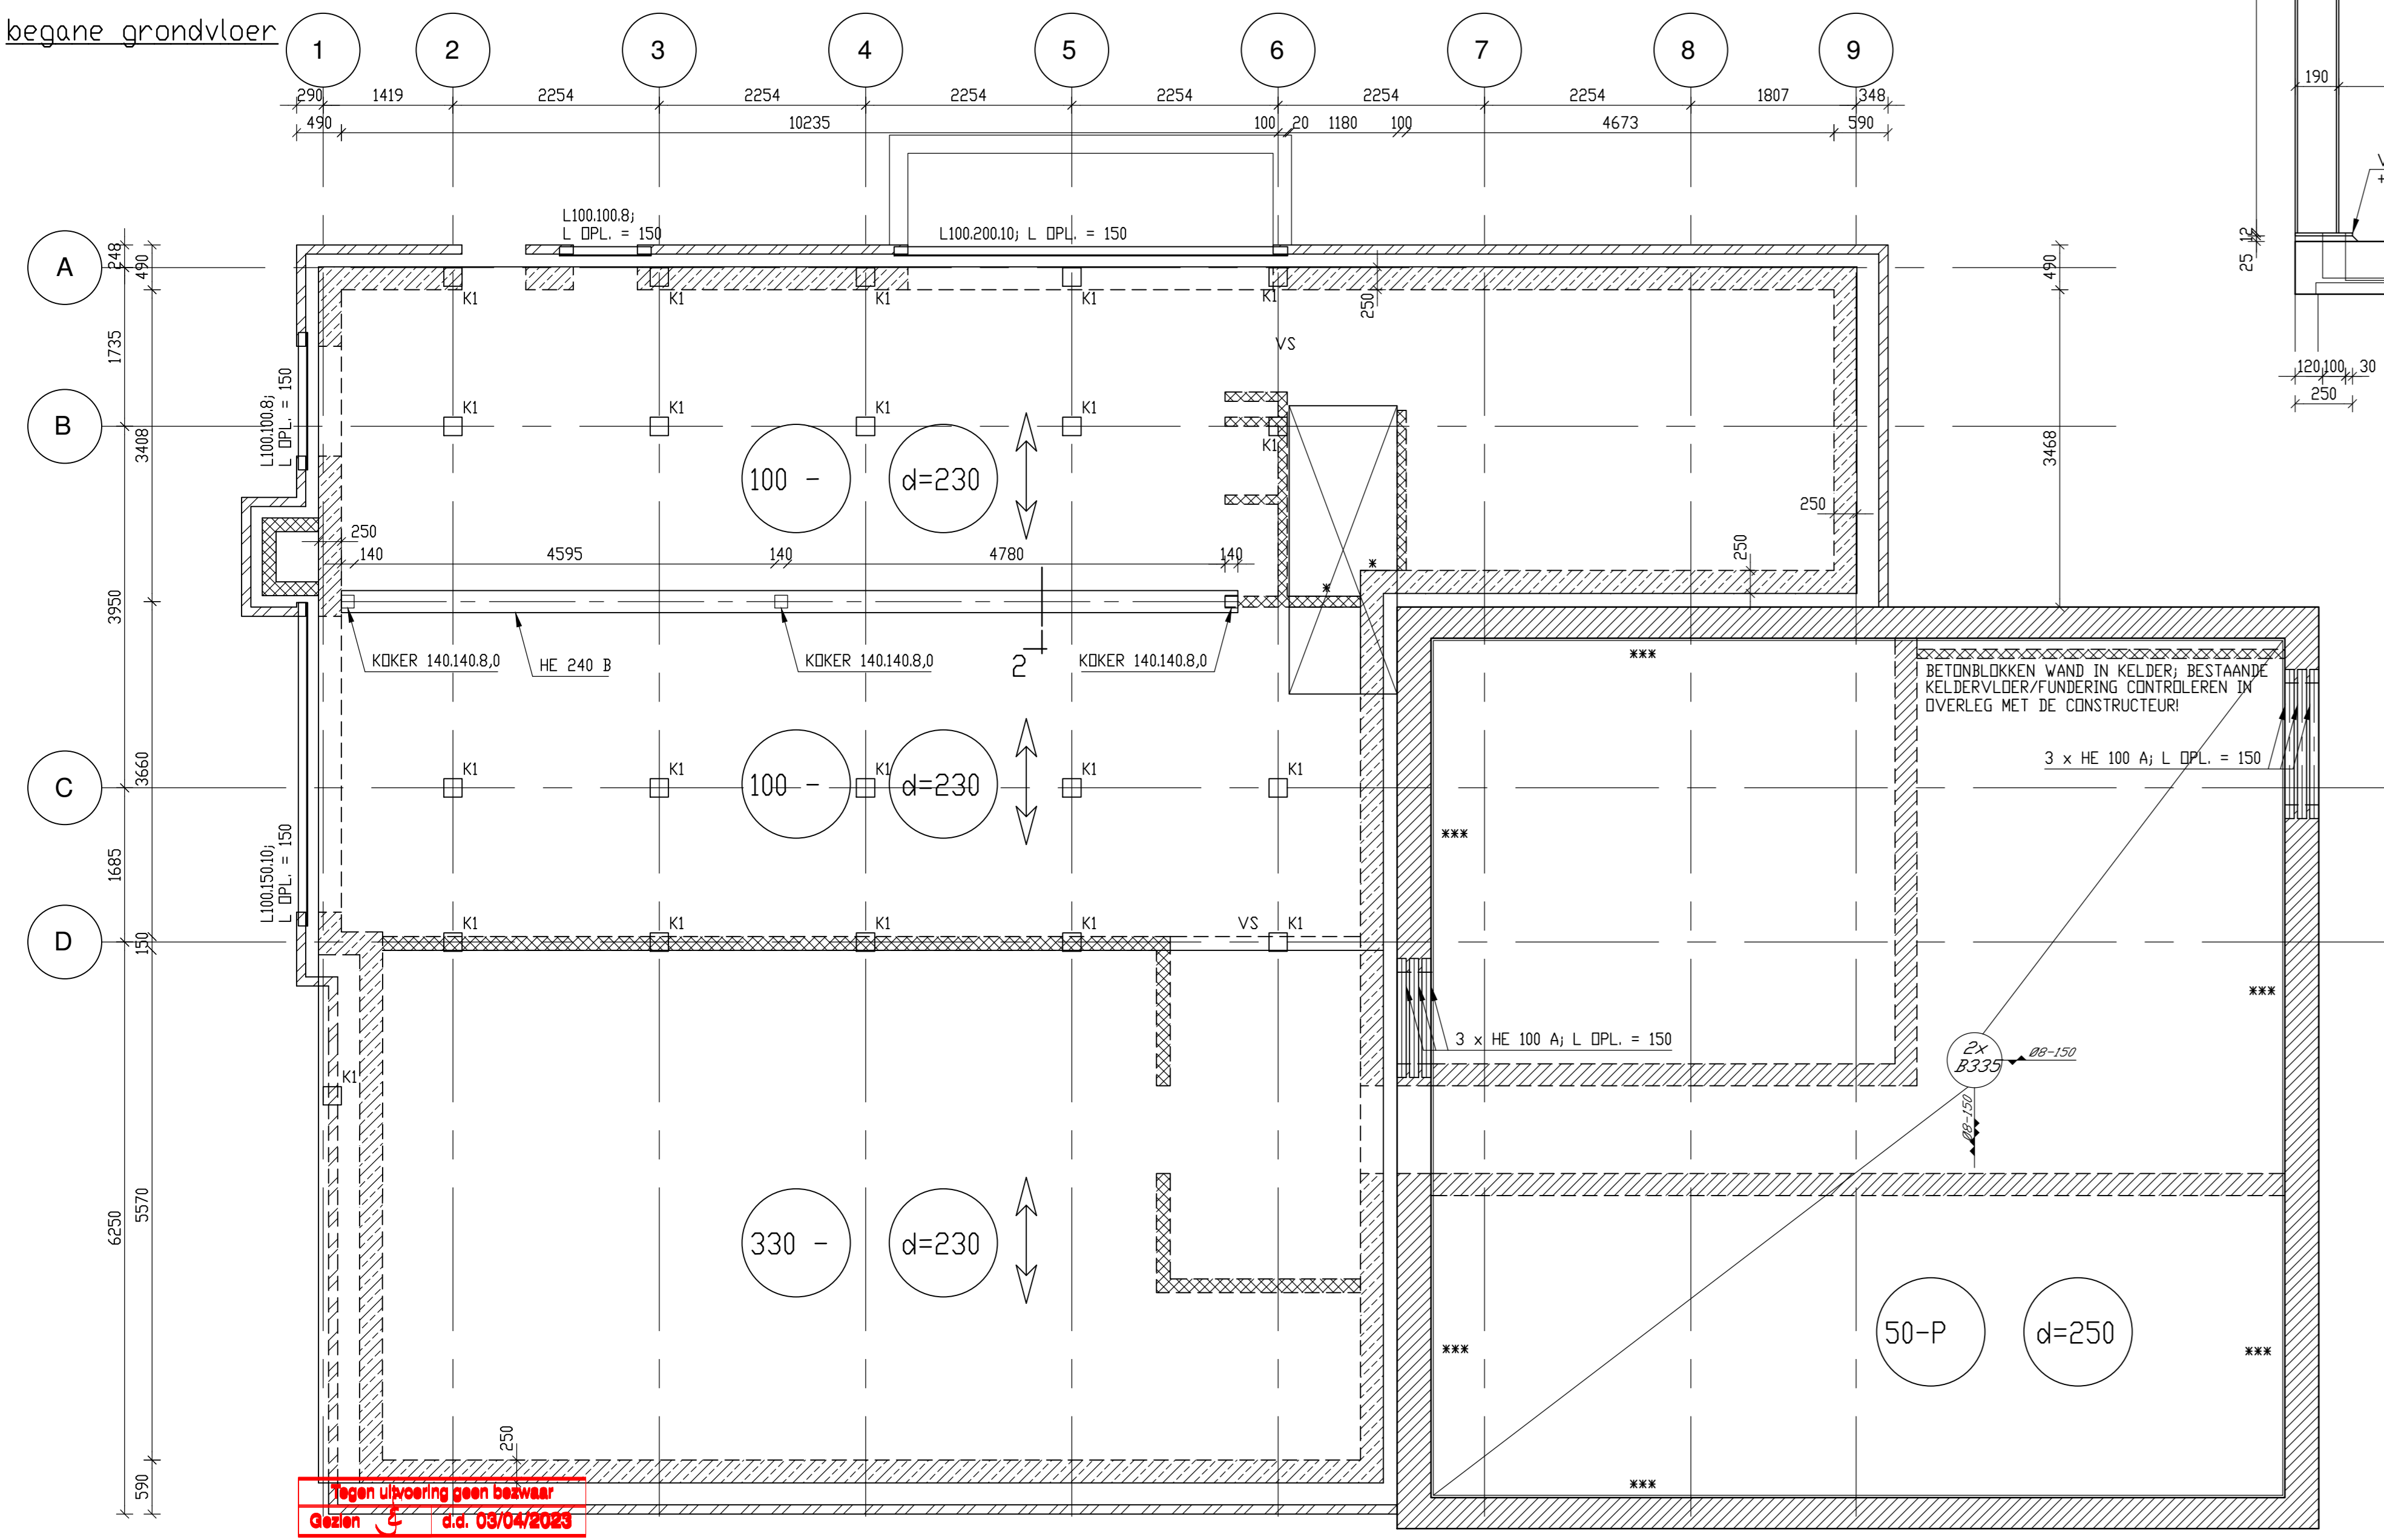 begane grondvloer
1 2 3 4 5 6 7 8 9
290 1419 2254 2254 2254 2254 2254 2254 1807 348
490 10235 100 20 1180 100 4673 590
190
L100.100.8;
L OPL. = 150
L100.200.10; L OPL. = 150
A
248
490
K1 K1 K1 K1 K1
250
490
12
25
120 100 30
250
VS
1735
L100.100.8;
L OPL. = 150
B
3408
K1 K1 K1 K1 K1
3468
100 - d=230
250
250
140 4595 140 4780 140
250
*
*
3950
KOKER 140.140.8,0
HE 240 B
KOKER 140.140.8,0
2
KOKER 140.140.8,0
***
BETONBLOKKEN WAND IN KELDER; BESTAANDE
KELDERVLOER/FUNDERING CONTROLEREN IN
OVERLEG MET DE CONSTRUCTEUR!
3 x HE 100 A; L OPL. = 150
C
3660
K1 K1 K1 K1 K1
100 - d=230
***
1685
L100.150.10;
L OPL. = 150
D
150
K1 K1 K1 K1 VS K1
***
3 x HE 100 A; L OPL. = 150
2x
B335
Ø8-150
Ø8-150
K1
6250
5570
330 - d=230
50-P d=250
*** ***
250
590
***
Tegen uitvoering geen bezwaar
Gezien d.d. 03/04/2023